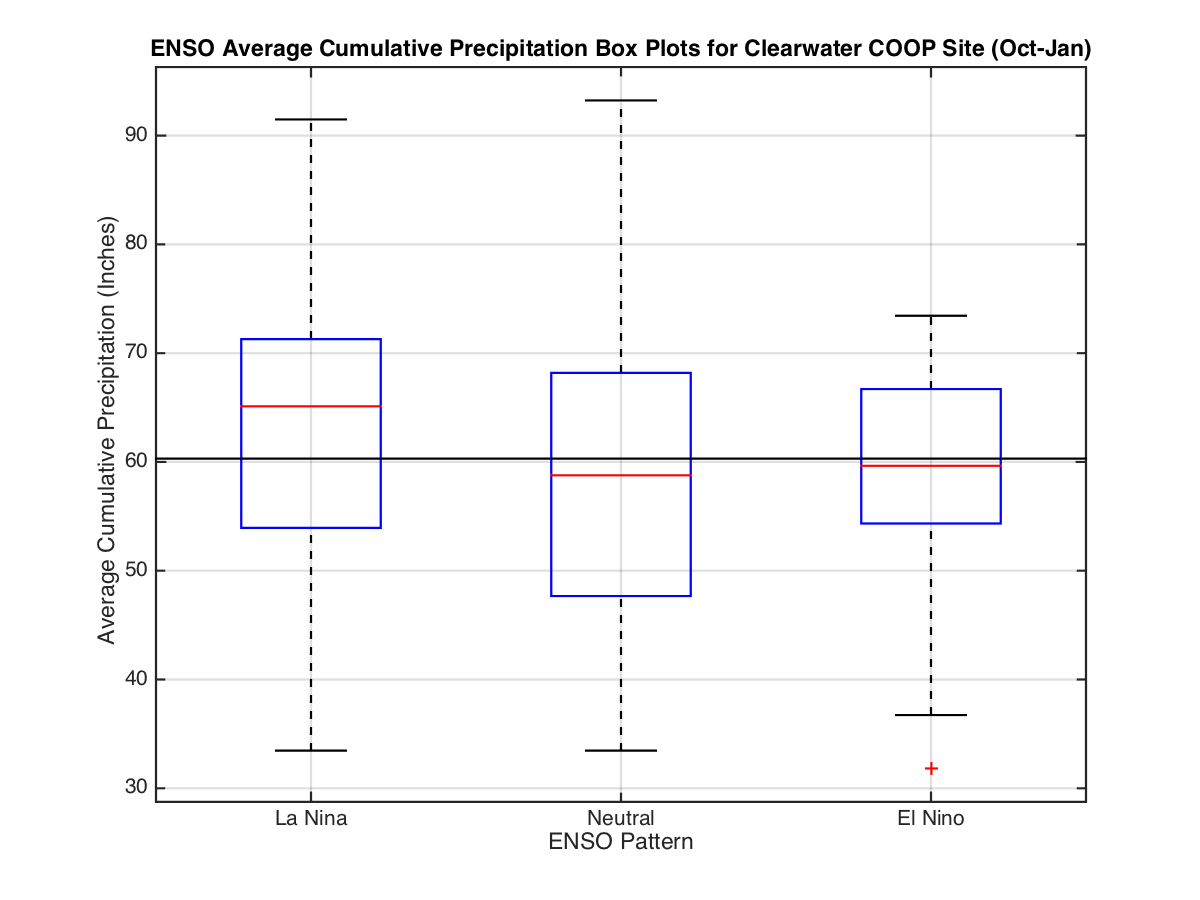 ENSO Average Cumulative Precipitation Box Plots for Clearwater COOP Site (Oct-Jan)
Average Cumulative Precipitation (Inches)
90
80
70
60
50
40
30
La Nina Neutral El Nino
ENSO Pattern